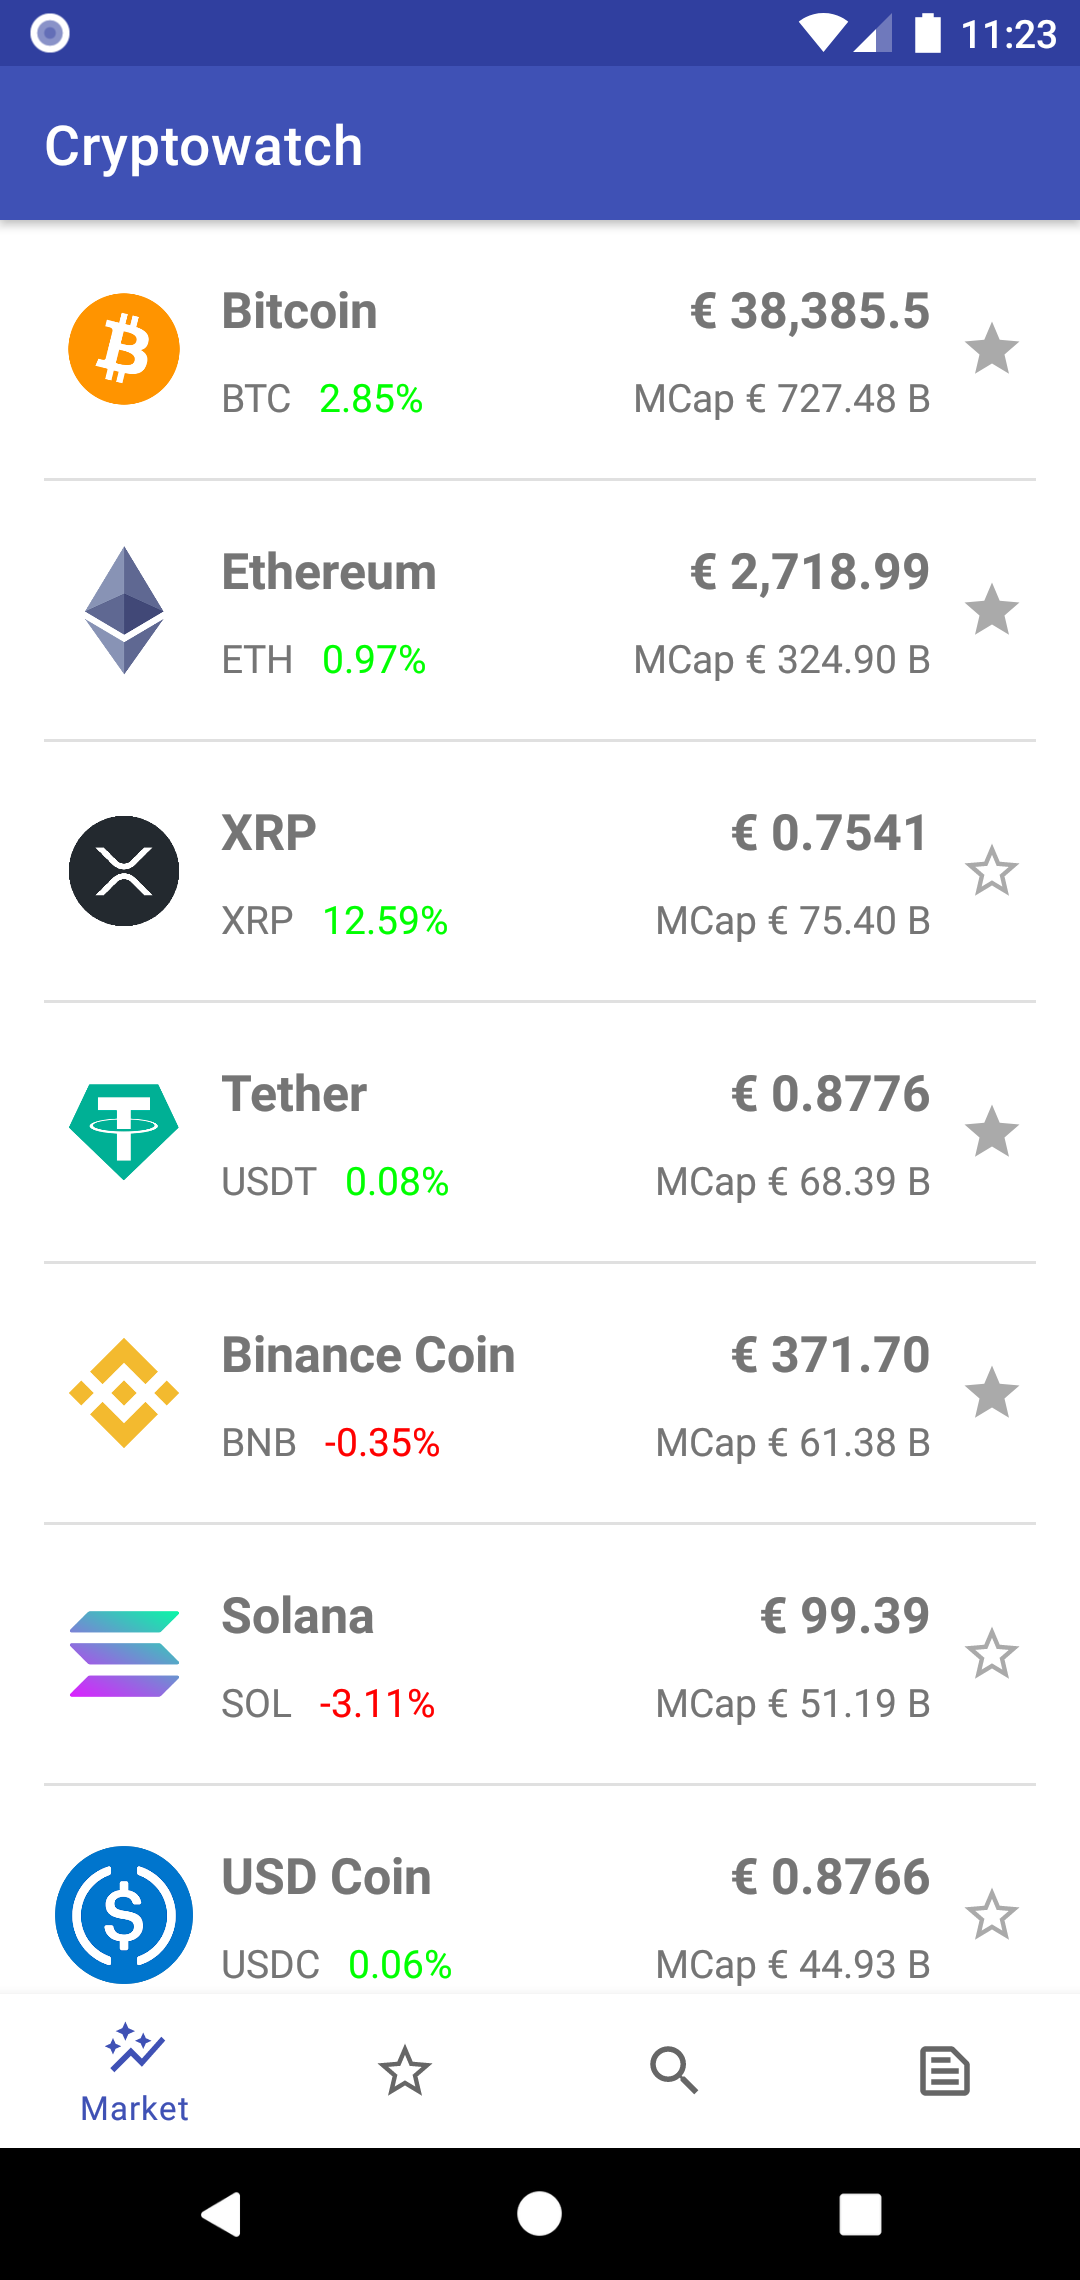 11:23
Cryptowatch
Bitcoin € 38,385.5
BTC 2.85% MCap € 727.48 B
Ethereum € 2,718.99
ETH 0.97% MCap € 324.90 B
XRP € 0.7541
XRP 12.59% MCap € 75.40 B
Tether € 0.8776
USDT 0.08% MCap € 68.39 B
Binance Coin € 371.70
BNB -0.35% MCap € 61.38 B
Solana € 99.39
SOL -3.11% MCap € 51.19 B
USD Coin € 0.8766
USDC 0.06% MCap € 44.93 B
Market